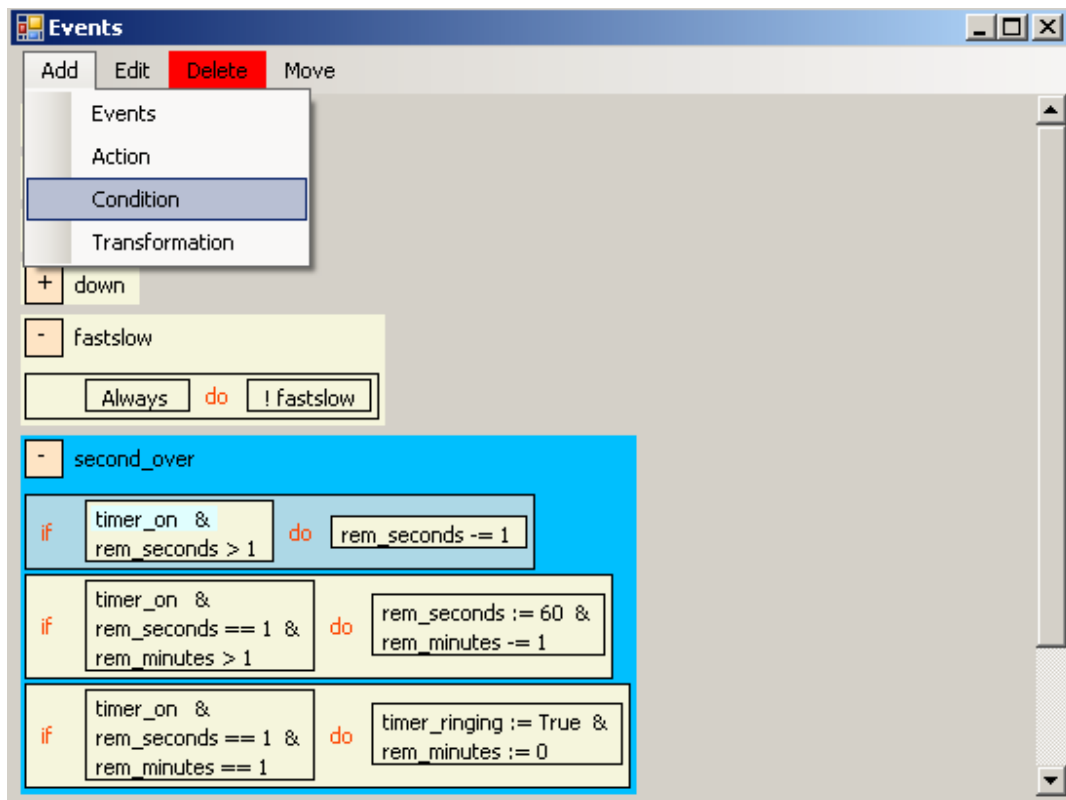 Events
Add Edit Delete Move
Events
Action
Condition
Transformation
+ down
- fastslow
Always do ! fastslow
- second_over
if timer_on & do rem_seconds -= 1
rem_seconds > 1
if timer_on & do rem_seconds := 60 &
rem_seconds == 1 & rem_minutes -= 1
rem_minutes > 1
if timer_on & do timer_ringing := True &
rem_seconds == 1 & rem_minutes := 0
rem_minutes == 1